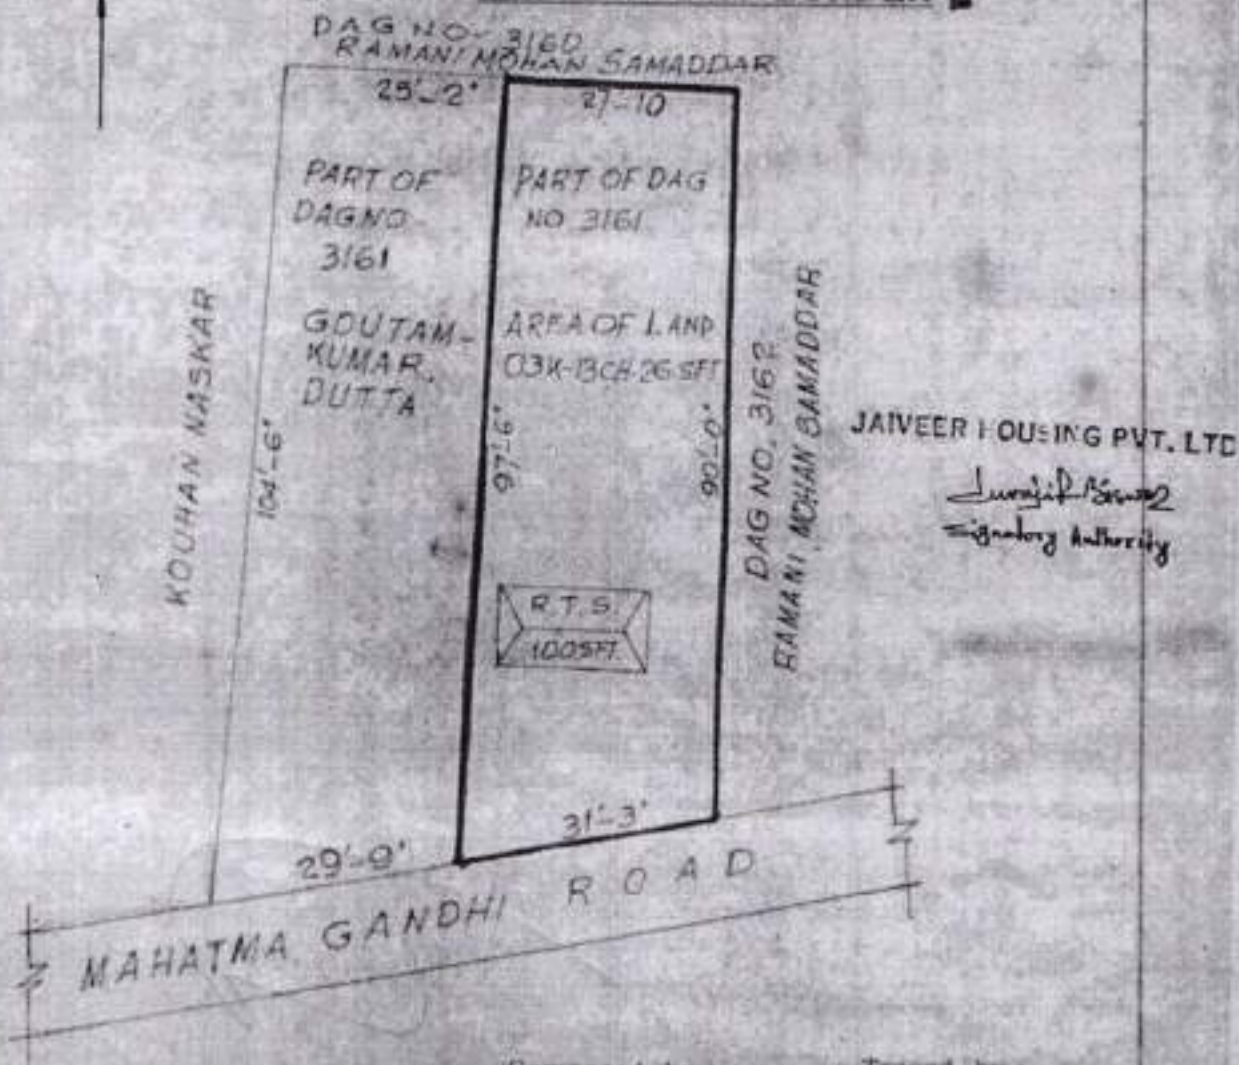 DAG NO- 3160
RAMANI MOHAN SAMADDAR
25'-2"
27-10
PART OF
DAG NO
3161
GOUTAM-
KUMAR.
DUTTA
PART OF DAG
NO 3161
AREA OF LAND
03K-13CH-26 SFT
KOUHAN NASKAR
104'-6"
97'-6"
90'-0"
DAG NO. 3162
RAMANI MOHAN SAMADDAR
JAIVEER HOUSING PVT. LTD
Signatory Authority
R.T.S.
100SFT.
31'-3"
29'-9"
MAHATMA GANDHI ROAD